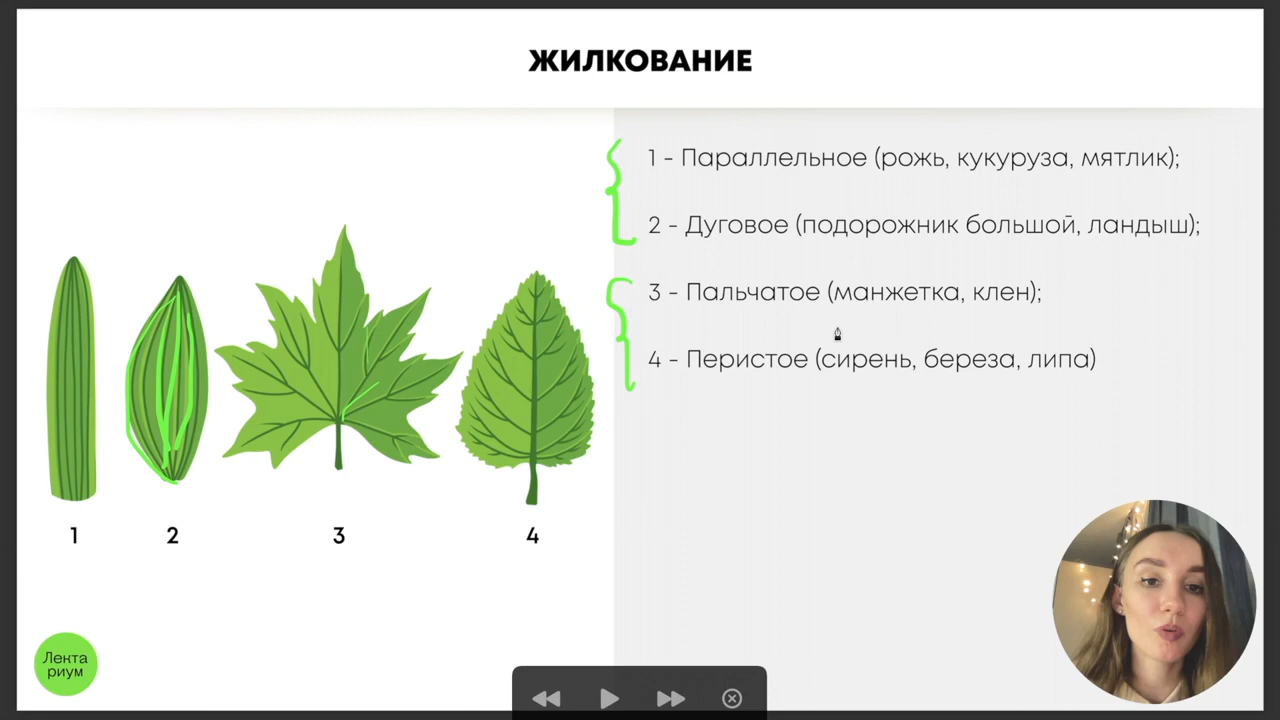 ЖИЛКОВАНИЕ
1 - Параллельное (рожь, кукуруза, мятлик);
2 - Дуговое (подорожник большой, ландыш);
3 - Пальчатое (манжетка, клен);
4 - Перистое (сирень, береза, липа)
1
2
3
4
Лекта
риум